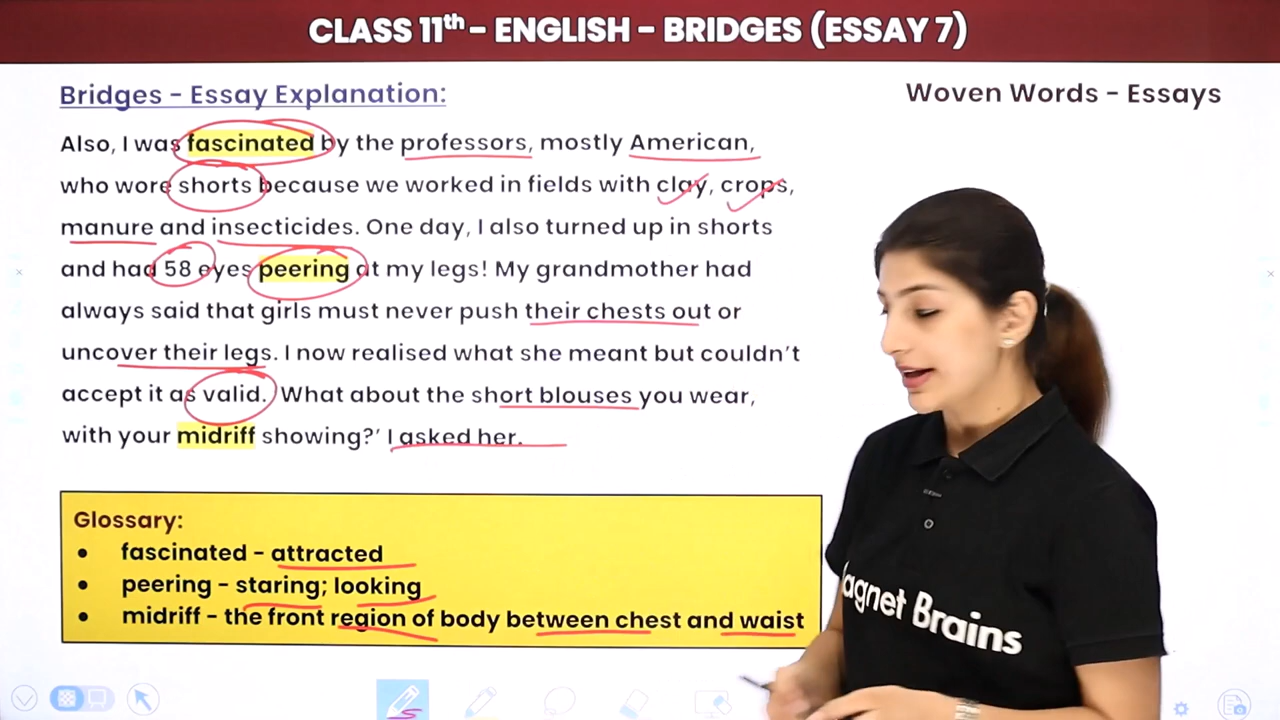 CLASS 11th - ENGLISH - BRIDGES (ESSAY 7)
Bridges - Essay Explanation:
Woven Words - Essays
Also, I was fascinated by the professors, mostly American,
who wore shorts because we worked in fields with clay, crops,
manure and insecticides. One day, I also turned up in shorts
and had 58 eyes peering at my legs! My grandmother had
always said that girls must never push their chests out or
uncover their legs. I now realised what she meant but couldn't
accept it as valid. What about the short blouses you wear,
with your midriff showing?' I asked her.
Glossary:
• fascinated - attracted
• peering - staring; looking
• midriff - the front region of body between chest and waist
agnet Brains